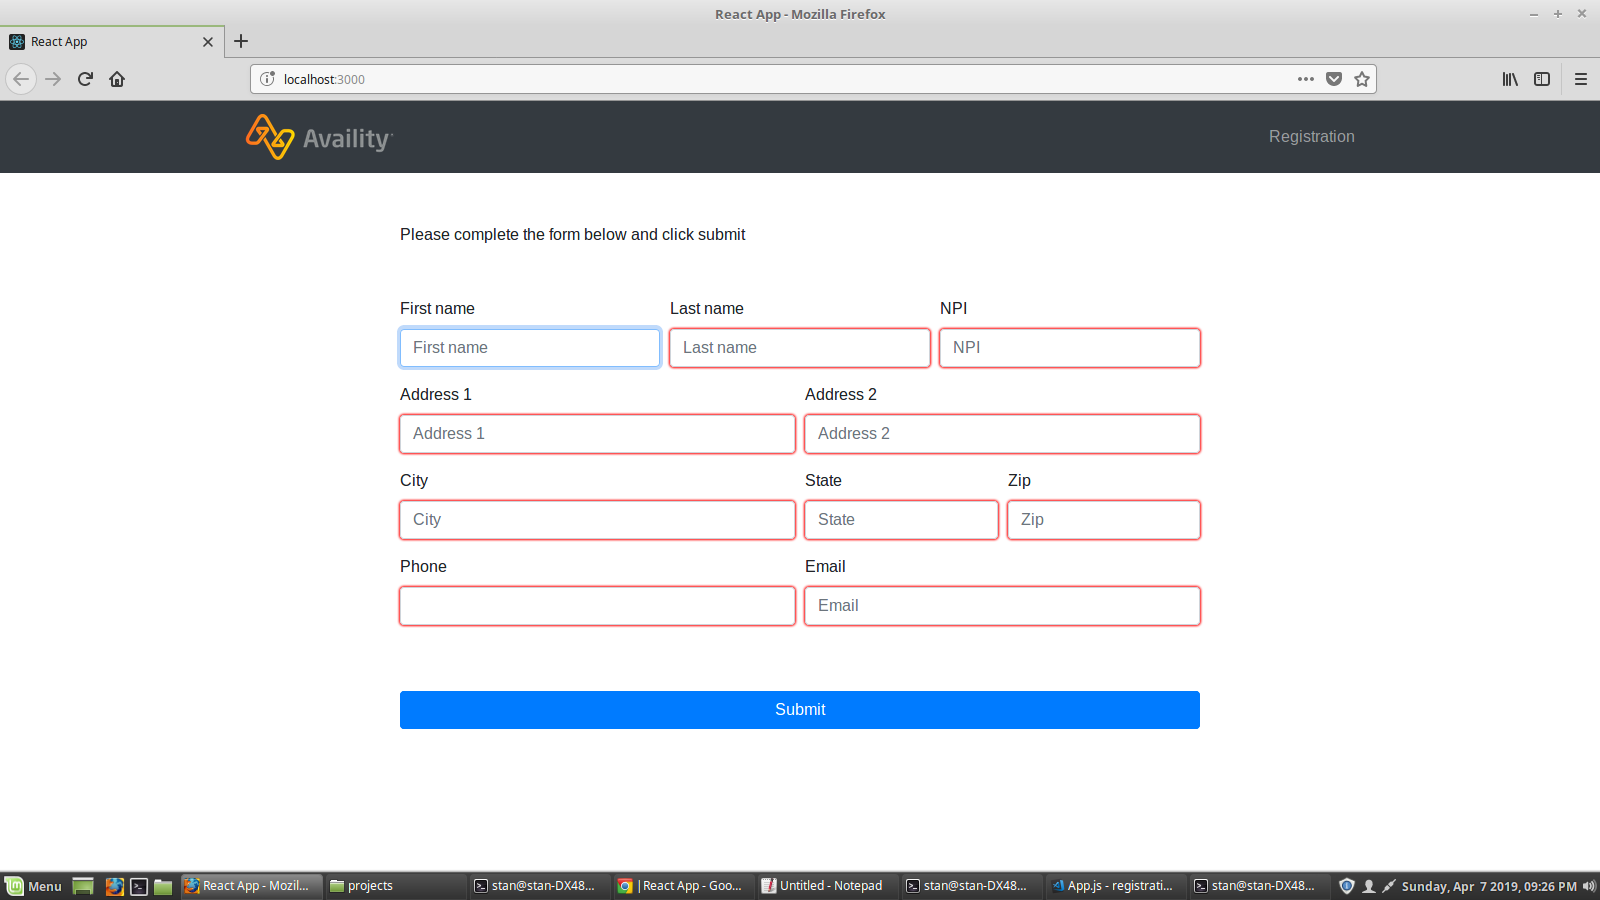 React App - Mozilla Firefox
React App
localhost:3000
Availity
Registration
Please complete the form below and click submit
First name Last name NPI
First name Last name NPI
Address 1 Address 2
Address 1 Address 2
City State Zip
City State Zip
Phone Email
Email
Submit
Menu React App - Mozil... projects stan@stan-DX48... |React App - Goo... Untitled - Notepad stan@stan-DX48... App.js - registrati... stan@stan-DX48... Sunday, Apr 7 2019, 09:26 PM